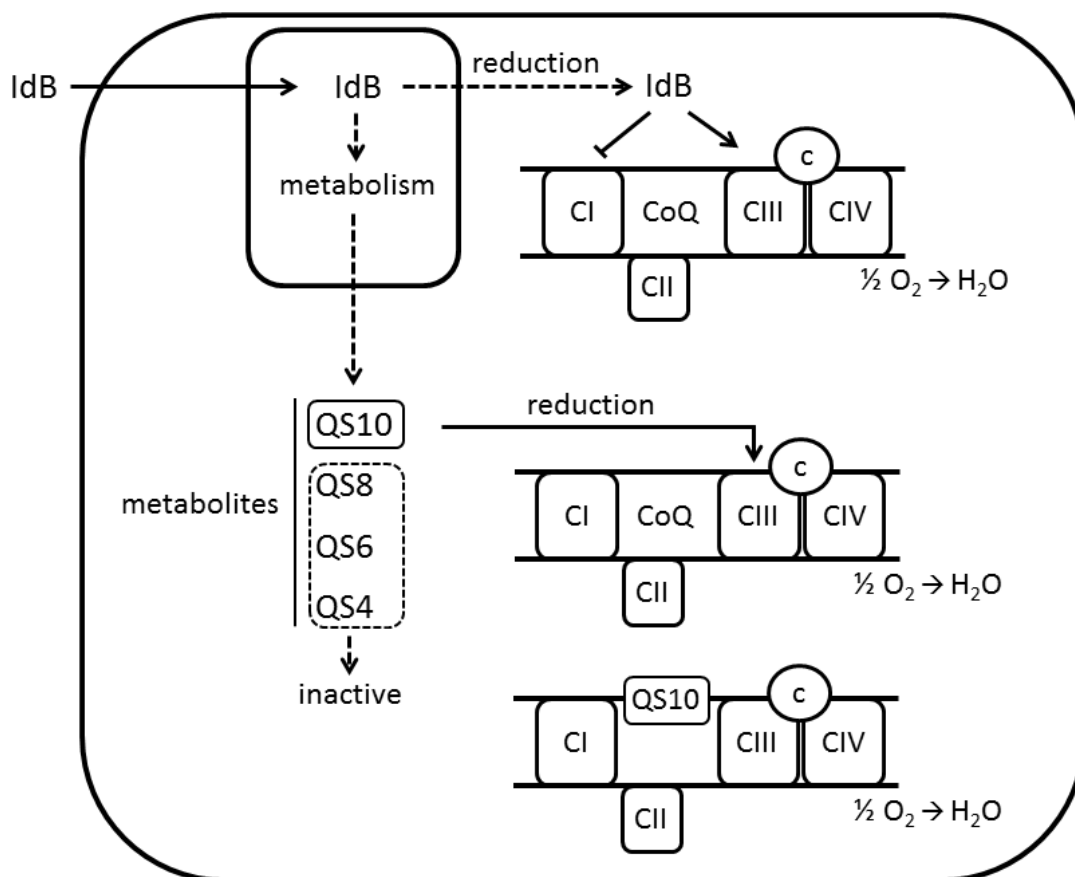 IdB
IdB
reduction
IdB
metabolism
c
CI
CoQ
CIII
CIV
CII
½ O₂ → H₂O
QS10
reduction
metabolites
QS8
QS6
QS4
inactive
c
CI
CoQ
CIII
CIV
CII
½ O₂ → H₂O
QS10
c
CI
CIII
CIV
CII
½ O₂ → H₂O